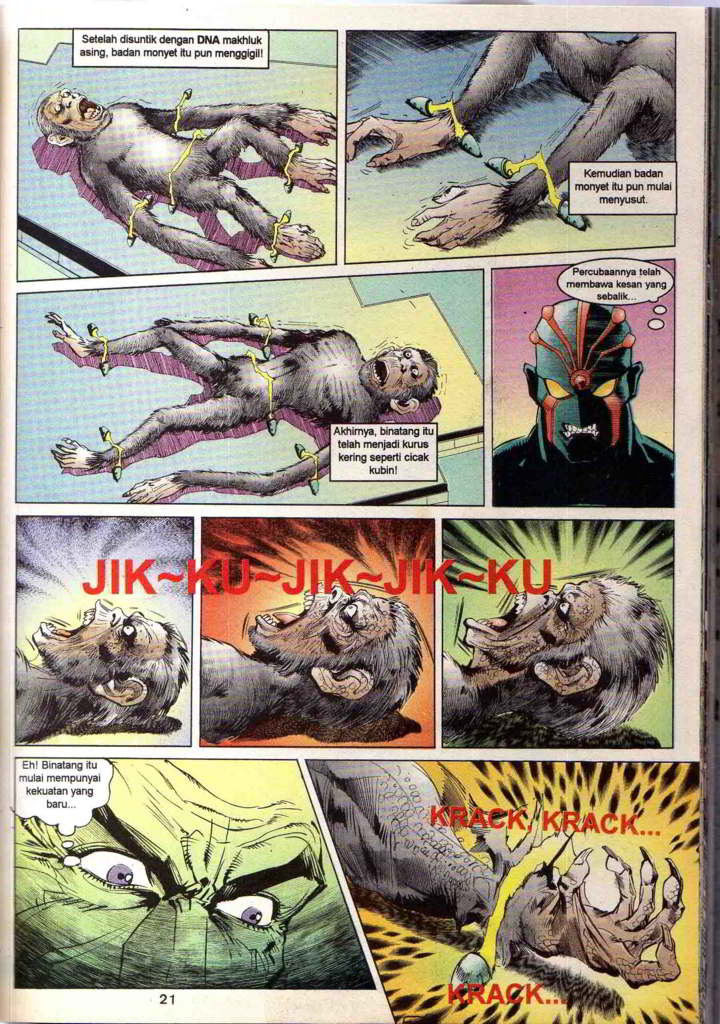 Setelah disuntik dengan DNA makhluk
asing, badan monyet itu pun menggigil!
Kemudian badan
monyet itu pun mulai
menyusut.
Akhirnya, binatang itu
telah menjadi kurus
kering seperti cicak
kubin!
Percubaannya telah
membawa kesan yang
sebalik...
JIK~KU~JIK~JIK~KU
Eh! Binatang itu
mulai mempunyai
kekuatan yang
baru...
KRACK, KRACK...
KRACK...
21